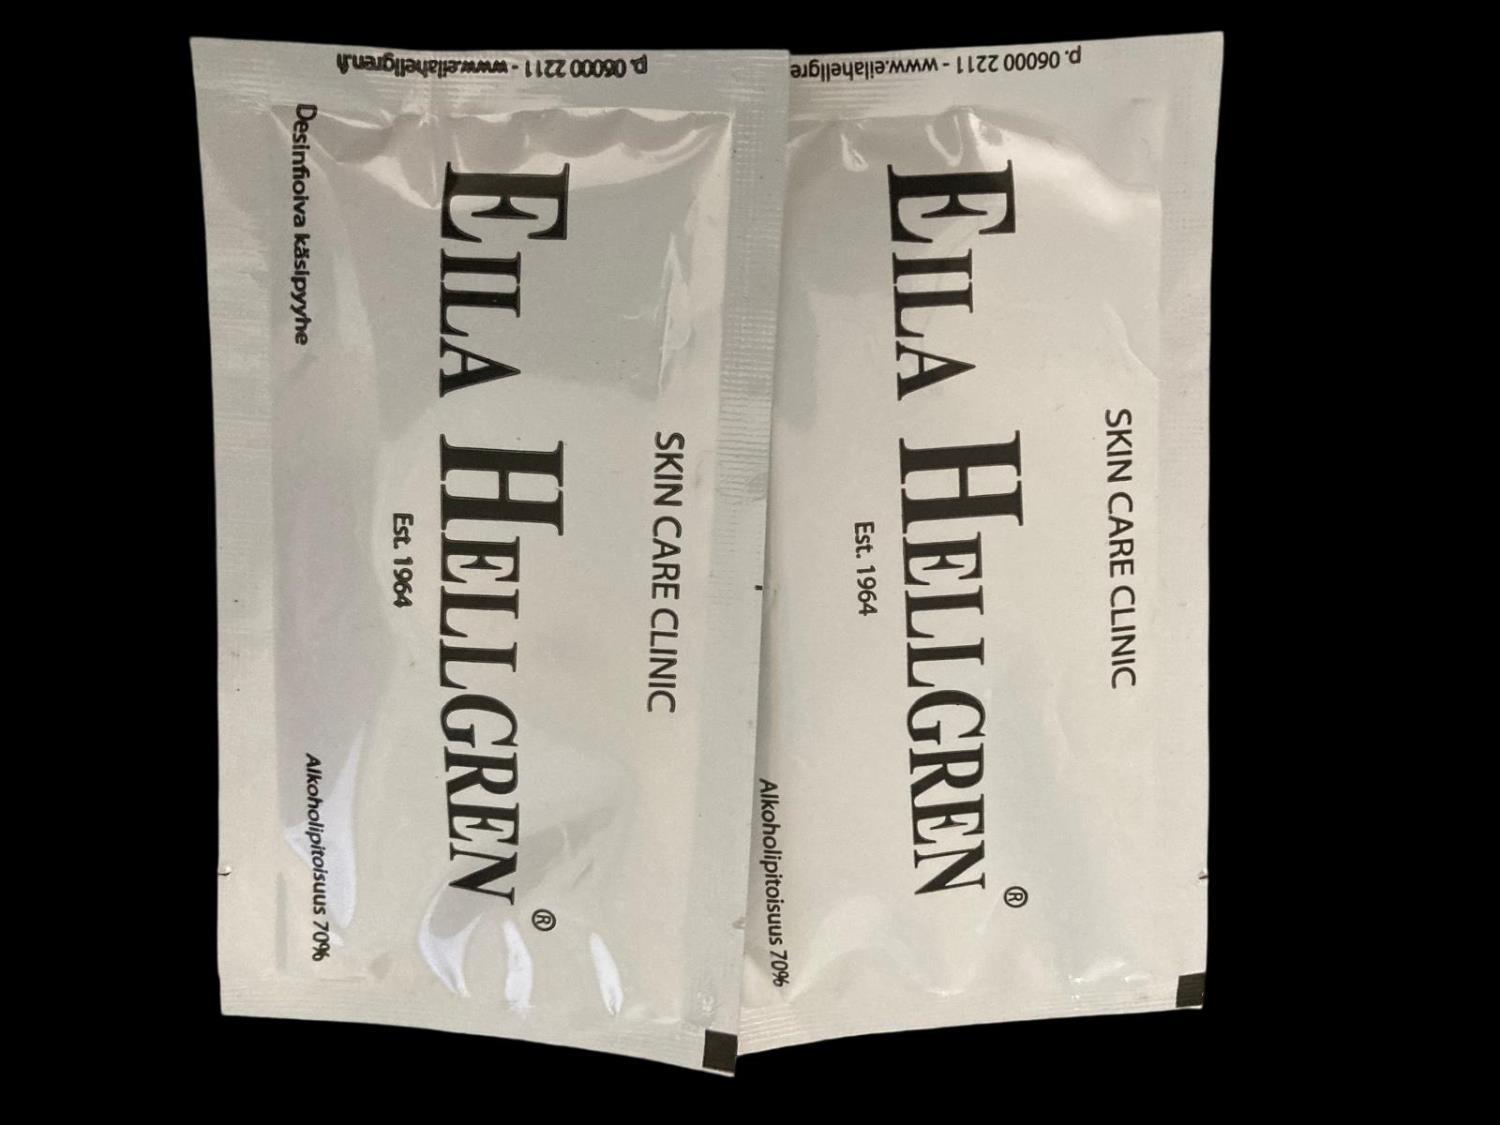 SKIN CARE CLINIC
EILA HELLGREN ®
Est. 1964
Desinfioiva käsipyyhe
Alkoholipitoisuus 70%
p. 06000 2211 - www.eilahellgren.fi
SKIN CARE CLINIC
EILA HELLGREN ®
Est. 1964
Alkoholipitoisuus 70%
p. 06000 2211 - www.eilahellgre